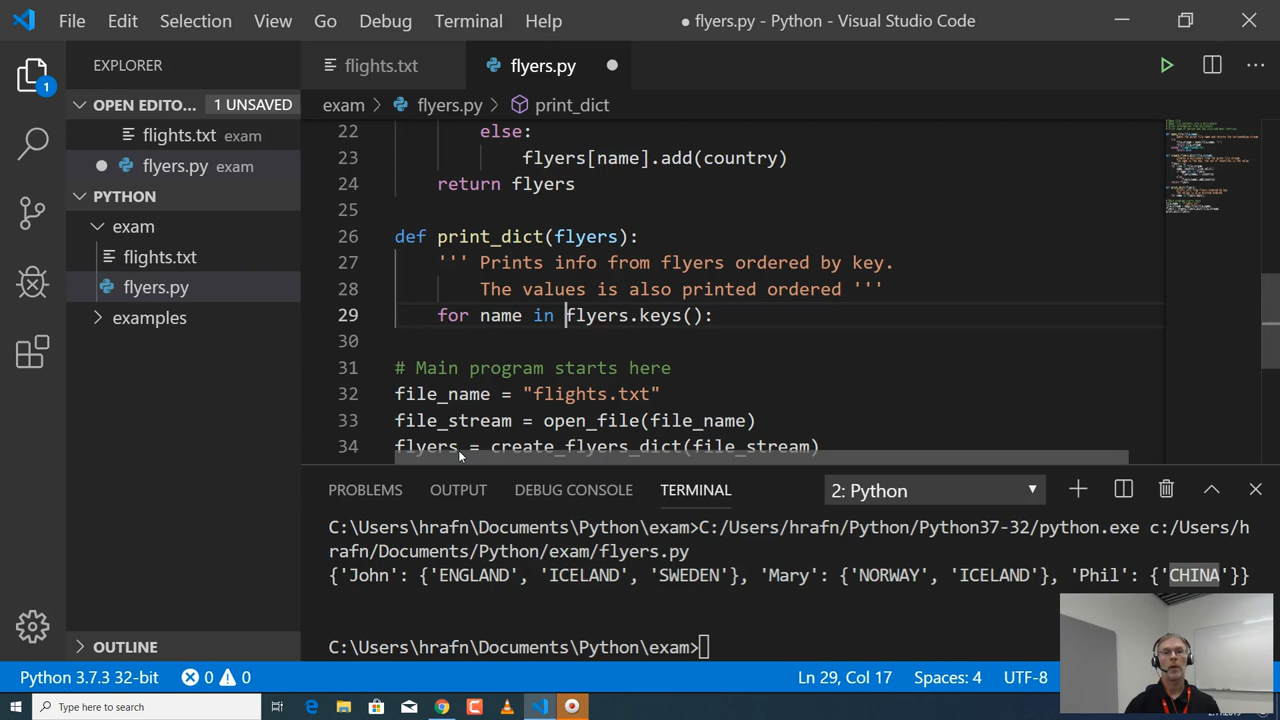 File Edit Selection View Go Debug Terminal Help ● flyers.py - Python - Visual Studio Code
EXPLORER
flights.txt
flyers.py
OPEN EDITO... 1 UNSAVED
flights.txt exam
flyers.py exam
PYTHON
exam
flights.txt
flyers.py
examples
OUTLINE
exam > flyers.py > print_dict
22 else:
23 flyers[name].add(country)
24 return flyers
25
26 def print_dict(flyers):
27 ''' Prints info from flyers ordered by key.
28 The values is also printed ordered '''
29 for name in flyers.keys():
30
31 # Main program starts here
32 file_name = "flights.txt"
33 file_stream = open_file(file_name)
34 flyers = create_flyers_dict(file_stream)
PROBLEMS OUTPUT DEBUG CONSOLE TERMINAL 2: Python
C:\Users\hrafn\Documents\Python\exam>C:/Users/hrafn/Python/Python37-32/python.exe c:/Users/h
rafn/Documents/Python/exam/flyers.py
{'John': {'ENGLAND', 'ICELAND', 'SWEDEN'}, 'Mary': {'NORWAY', 'ICELAND'}, 'Phil': {'CHINA'}}
C:\Users\hrafn\Documents\Python\exam>
1
Python 3.7.3 32-bit 0 0 Ln 29, Col 17 Spaces: 4 UTF-8
Type here to search